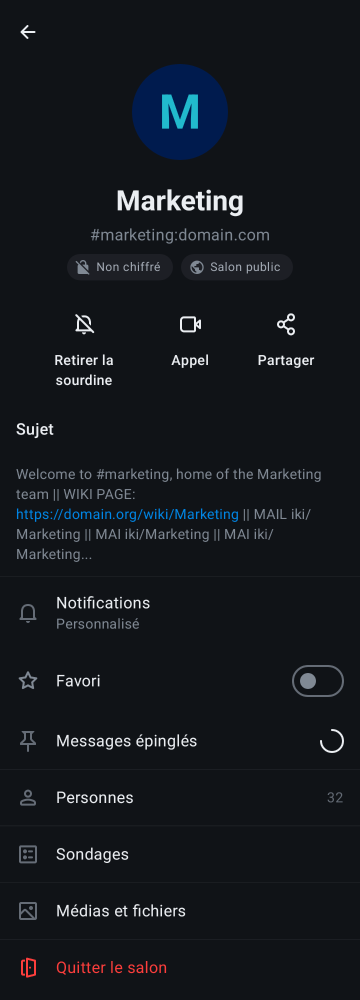 M
Marketing
#marketing:domain.com
Non chiffré
Salon public
Retirer la
sourdine
Appel
Partager
Sujet
Welcome to #marketing, home of the Marketing
team || WIKI PAGE:
https://domain.org/wiki/Marketing || MAIL iki/
Marketing || MAI iki/Marketing || MAI iki/
Marketing...
Notifications
Personnalisé
Favori
Messages épinglés
Personnes 32
Sondages
Médias et fichiers
Quitter le salon